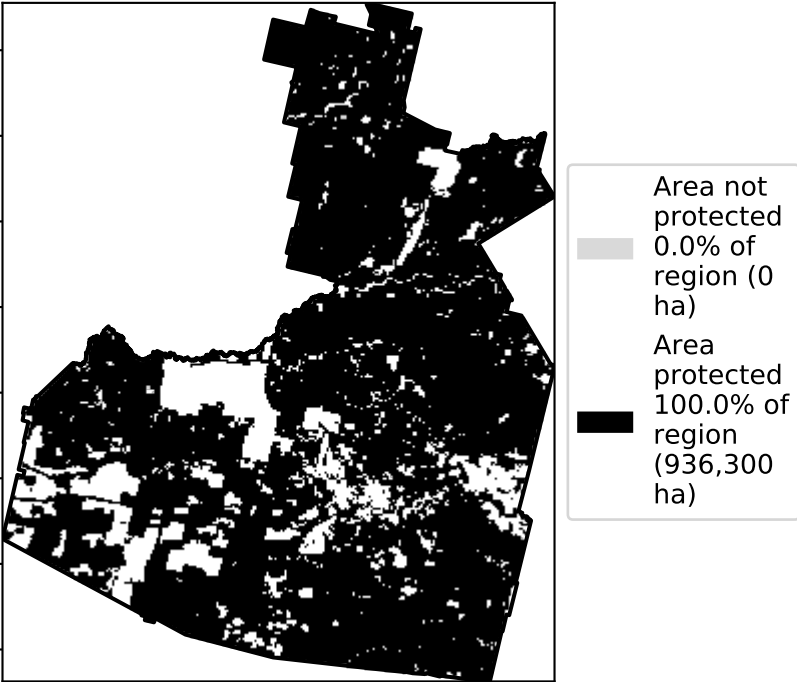 Area not
protected
0.0% of
region (0
ha)
Area
protected
100.0% of
region
(936,300
ha)